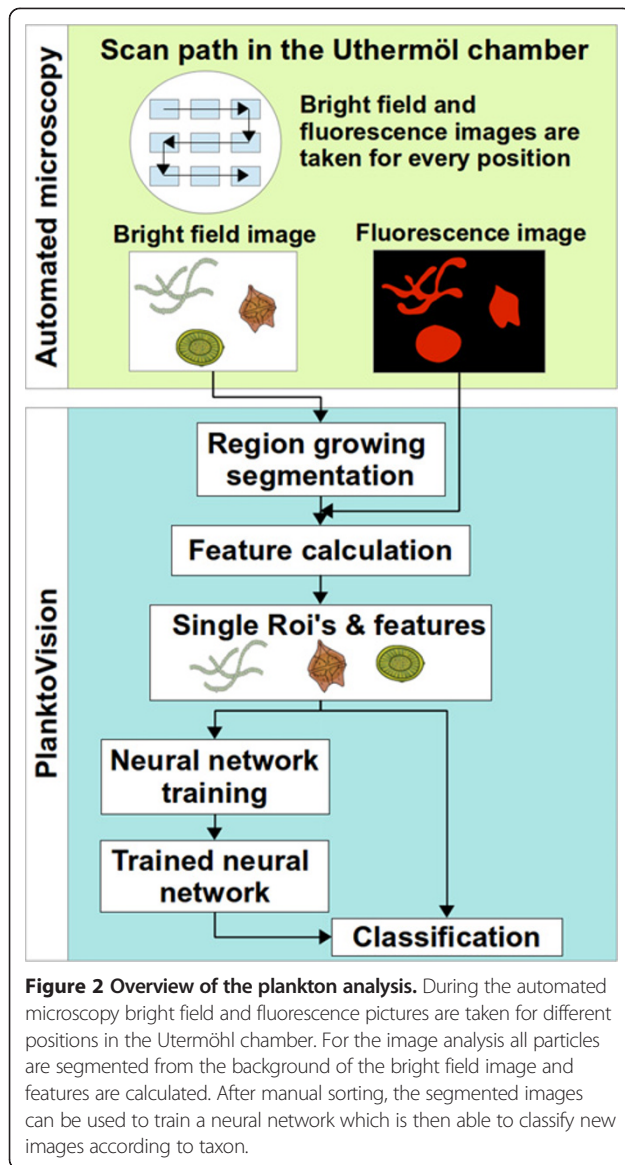 Automated microscopy
Scan path in the Uthermöl chamber
Bright field and
fluorescence images are
taken for every position
Bright field image
Fluorescence image
PlanktoVision
Region growing
segmentation
Feature calculation
Single Roi's & features
Neural network
training
Trained neural
network
Classification
Figure 2 Overview of the plankton analysis. During the automated
microscopy bright field and fluorescence pictures are taken for different
positions in the Utermöhl chamber. For the image analysis all particles
are segmented from the background of the bright field image and
features are calculated. After manual sorting, the segmented images
can be used to train a neural network which is then able to classify new
images according to taxon.